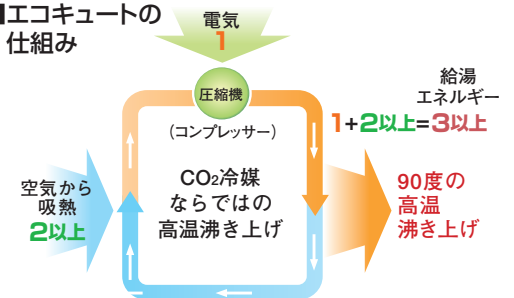 エコキュートの
仕組み
電気
1
圧縮機
(コンプレッサー)
給湯
エネルギー
1+2以上=3以上
空気から
吸熱
2以上
CO₂冷媒
ならではの
高温沸き上げ
90度の
高温
沸き上げ